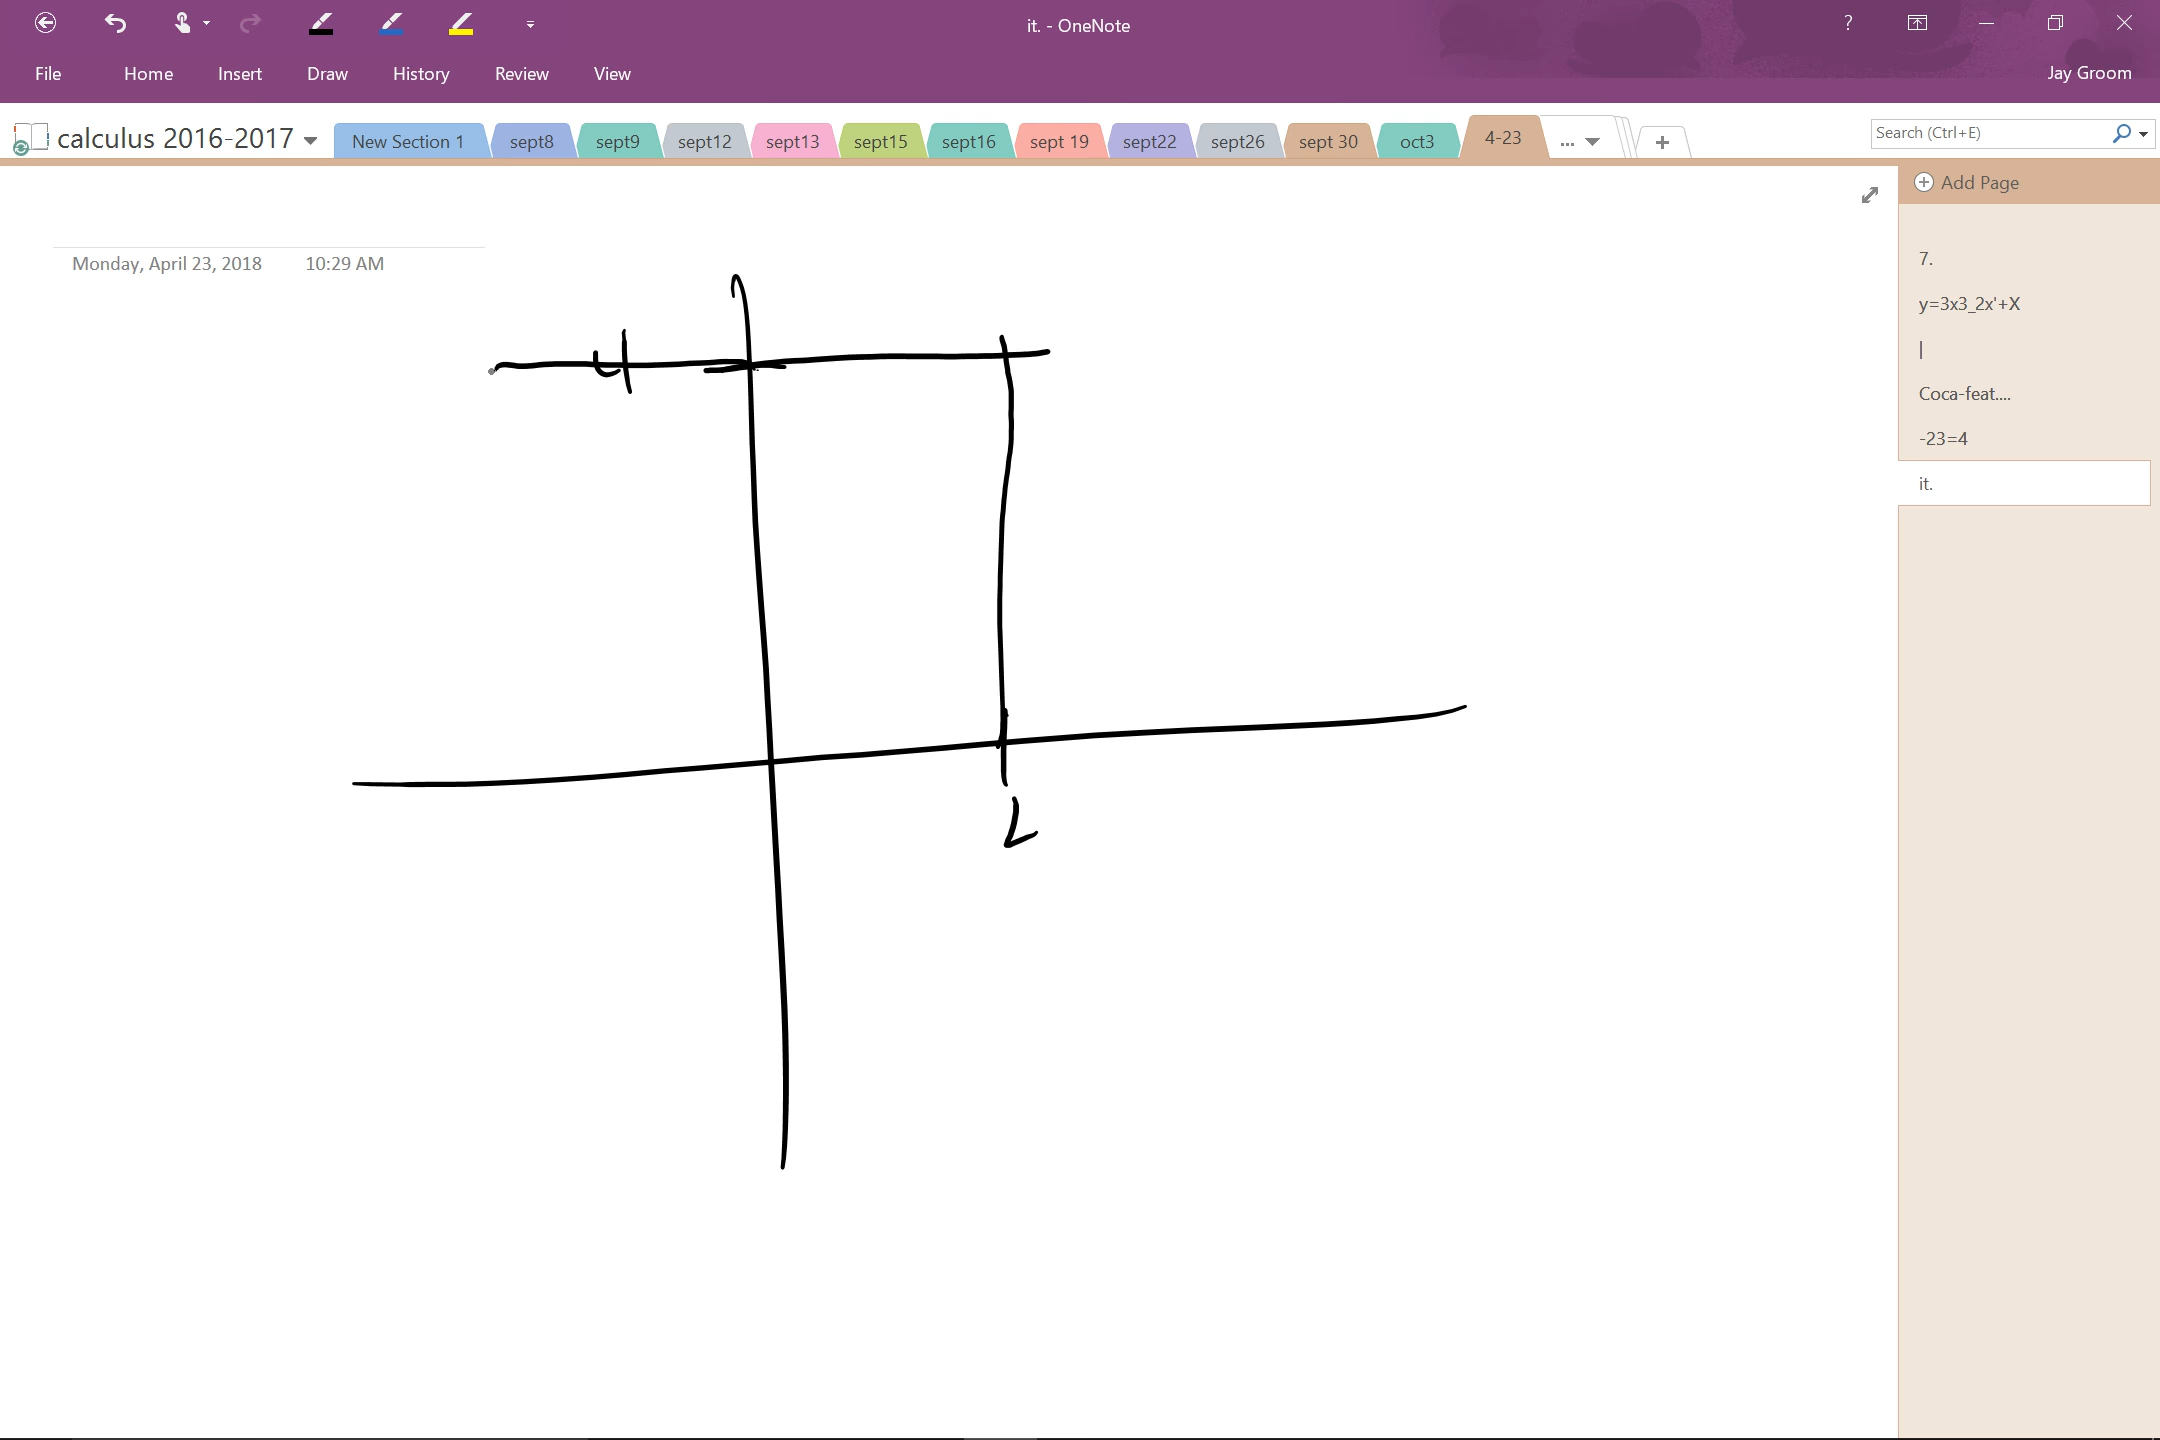 it. - OneNote
?
File Home Insert Draw History Review View
Jay Groom
calculus 2016-2017
New Section 1 sept8 sept9 sept12 sept13 sept15 sept16 sept 19 sept22 sept26 sept 30 oct3 4-23 ...
Search (Ctrl+E)
Add Page
Monday, April 23, 2018 10:29 AM
7.
y=3x3_2x'+X
|
Coca-feat....
-23=4
it.
4
2